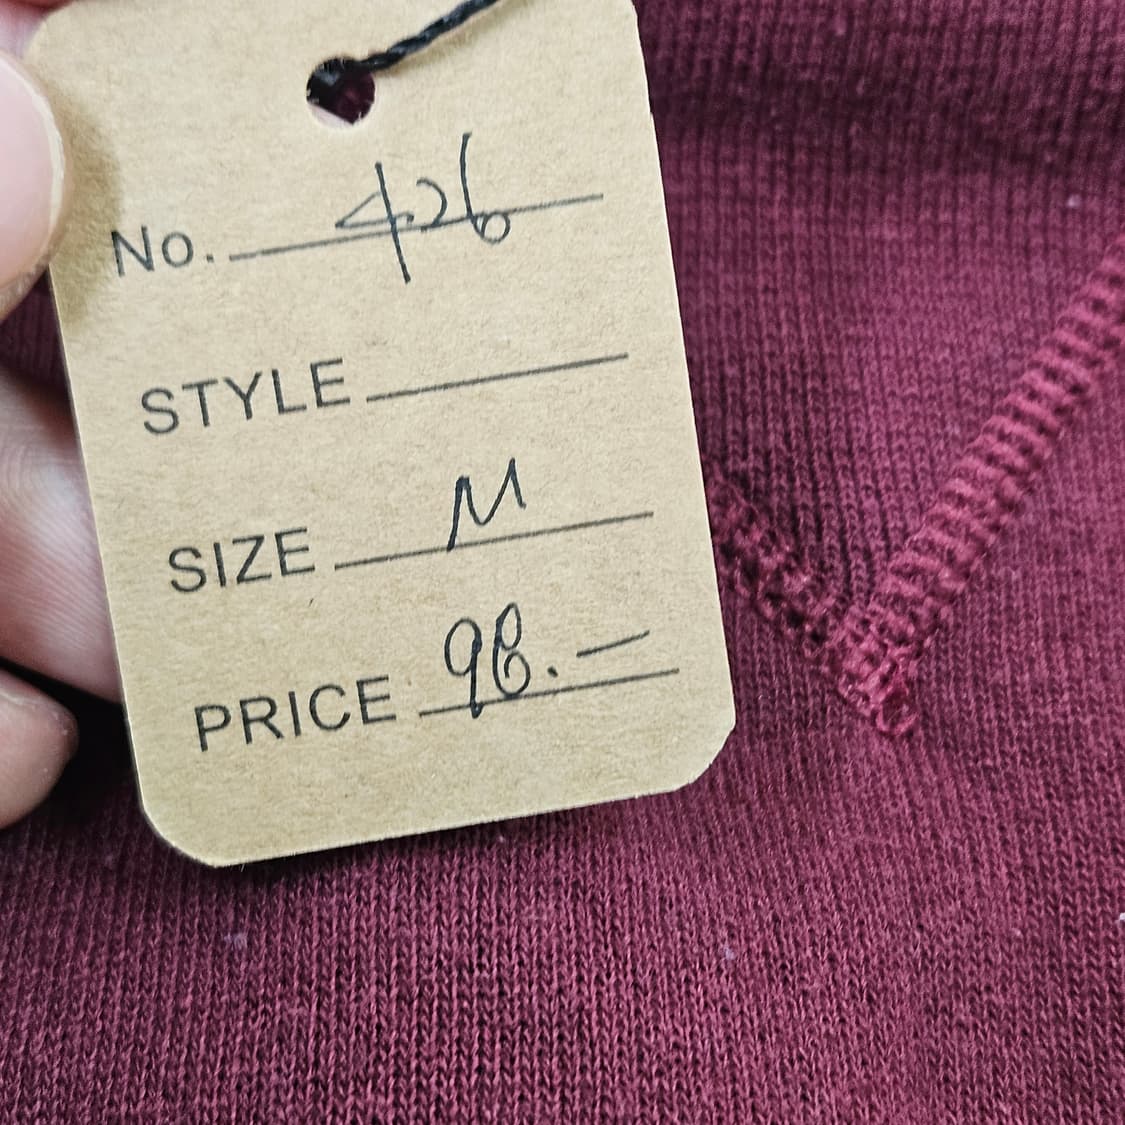 No. 426
STYLE
SIZE M
PRICE 98.—